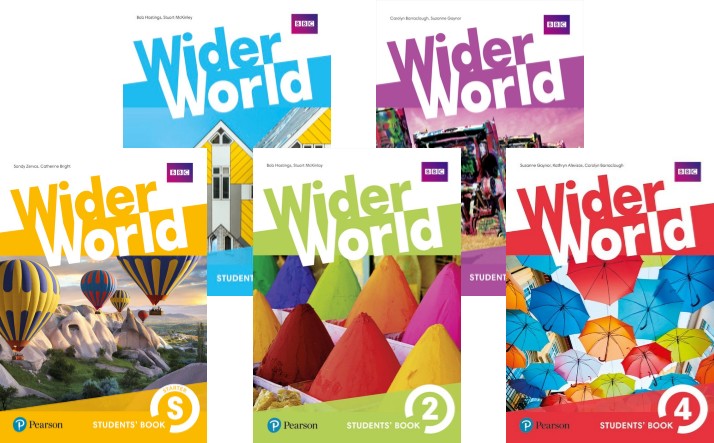 Bob Hastings, Stuart McKinlay
BBC
Wider
World
STUDENT
Carolyn Barraclough, Suzanne Gaynor
BBC
Wider
World
STUDENTS
Sandy Zervas, Catherine Bright
BBC
Wider
World
STARTER
S
Pearson
STUDENTS' BOOK
Bob Hastings, Stuart McKinlay
BBC
Wider
World
2
Pearson
STUDENTS' BOOK
Suzanne Gaynor, Kathryn Alevizos, Carolyn Barraclough
BBC
Wider
World
4
Pearson
STUDENTS' BOOK